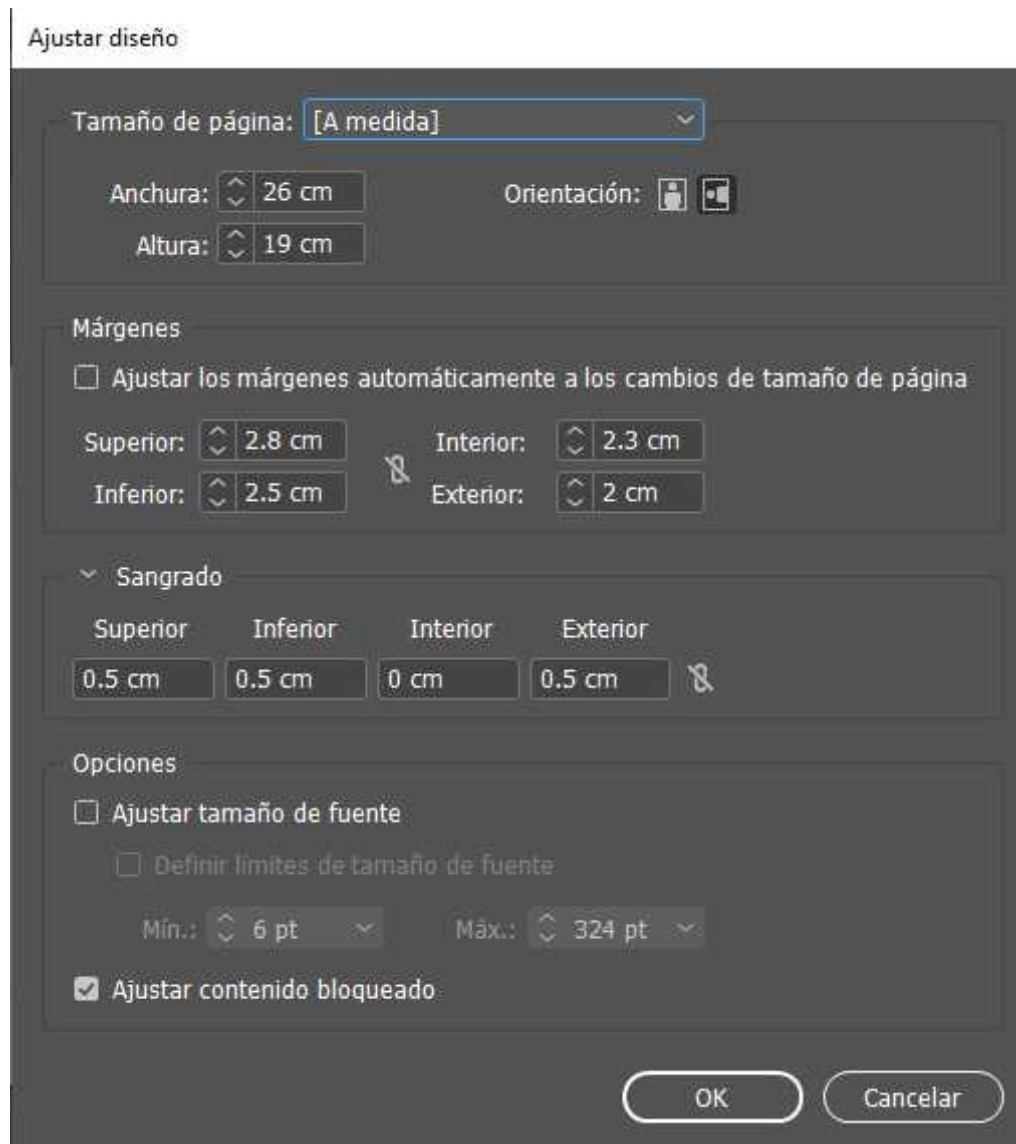 Ajustar diseño
Tamaño de página: [A medida]
Anchura: 26 cm Orientación:
Altura: 19 cm
Márgenes
Ajustar los márgenes automáticamente a los cambios de tamaño de página
Superior: 2.8 cm Interior: 2.3 cm
Inferior: 2.5 cm Exterior: 2 cm
Sangrado
Superior Inferior Interior Exterior
0.5 cm 0.5 cm 0 cm 0.5 cm
Opciones
Ajustar tamaño de fuente
Definir límites de tamaño de fuente
Mín.: 6 pt Máx.: 324 pt
Ajustar contenido bloqueado
OK Cancelar